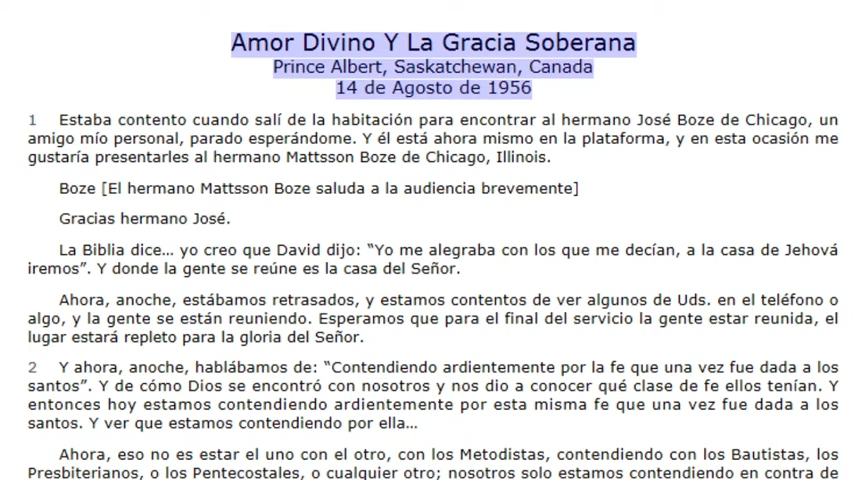 Amor Divino Y La Gracia Soberana
Prince Albert, Saskatchewan, Canada
14 de Agosto de 1956
1 Estaba contento cuando salí de la habitación para encontrar al hermano José Boze de Chicago, un
amigo mío personal, parado esperándome. Y él está ahora mismo en la plataforma, y en esta ocasión me
gustaría presentarles al hermano Mattsson Boze de Chicago, Illinois.
Boze [El hermano Mattsson Boze saluda a la audiencia brevemente]
Gracias hermano José.
La Biblia dice... yo creo que David dijo: “Yo me alegraba con los que me decían, a la casa de Jehová
iremos”. Y donde la gente se reúne es la casa del Señor.
Ahora, anoche, estábamos retrasados, y estamos contentos de ver algunos de Uds. en el teléfono o
algo, y la gente se están reuniendo. Esperamos que para el final del servicio la gente estar reunida, el
lugar estará repleto para la gloria del Señor.
2 Y ahora, anoche, hablábamos de: “Contendiendo ardientemente por la fe que una vez fue dada a los
santos”. Y de cómo Dios se encontró con nosotros y nos dio a conocer qué clase de fe ellos tenían. Y
entonces hoy estamos contendiendo ardientemente por esta misma fe que una vez fue dada a los
santos. Y ver que estamos contendiendo por ella...
Ahora, eso no es estar el uno con el otro, con los Metodistas, contendiendo con los Bautistas, los
Presbiterianos, o los Pentecostales, o cualquier otro; nosotros solo estamos contendiendo en contra de